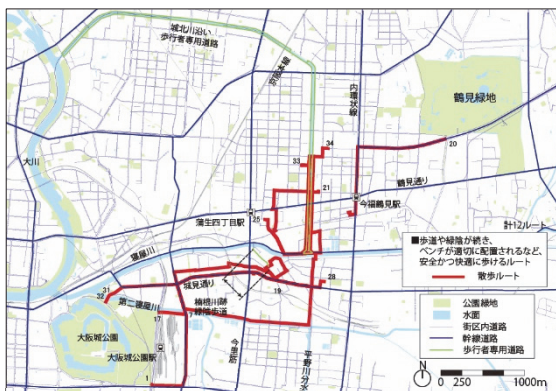 城北川沿い
歩行者専用道路
京阪本線
内環状線
鶴見緑地
大川
34
33
20
鶴見通り
21
今福鶴見駅
蒲生四丁目駅
25
計12ルート
■歩道や緑陰が続き、
ベンチが適切に配置されるなど、
安全かつ快適に歩けるルート
散歩ルート
寝屋川
城見通り
31
32
第二寝屋川
17
楠根川跡
緑陰歩道
19
28
大阪城公園
大阪城公園駅
1
今里筋
平野川分水
公園緑地
水面
街区内道路
幹線道路
歩行者専用道路
N
0 250 500 1000m